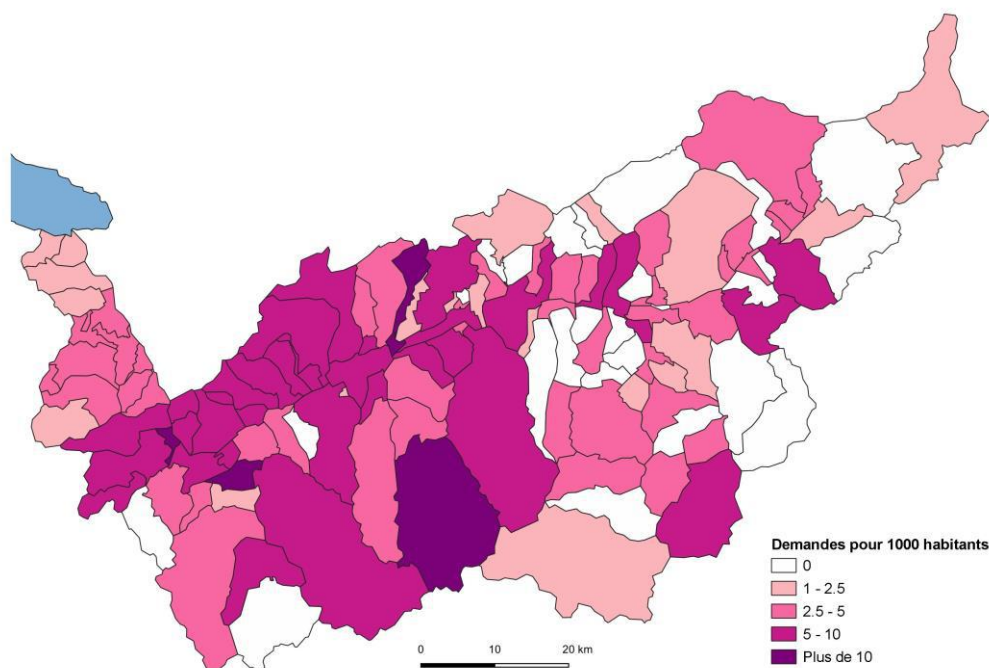 Demandes pour 1000 habitants
0
1 - 2.5
2.5 - 5
5 - 10
Plus de 10
0 10 20 km